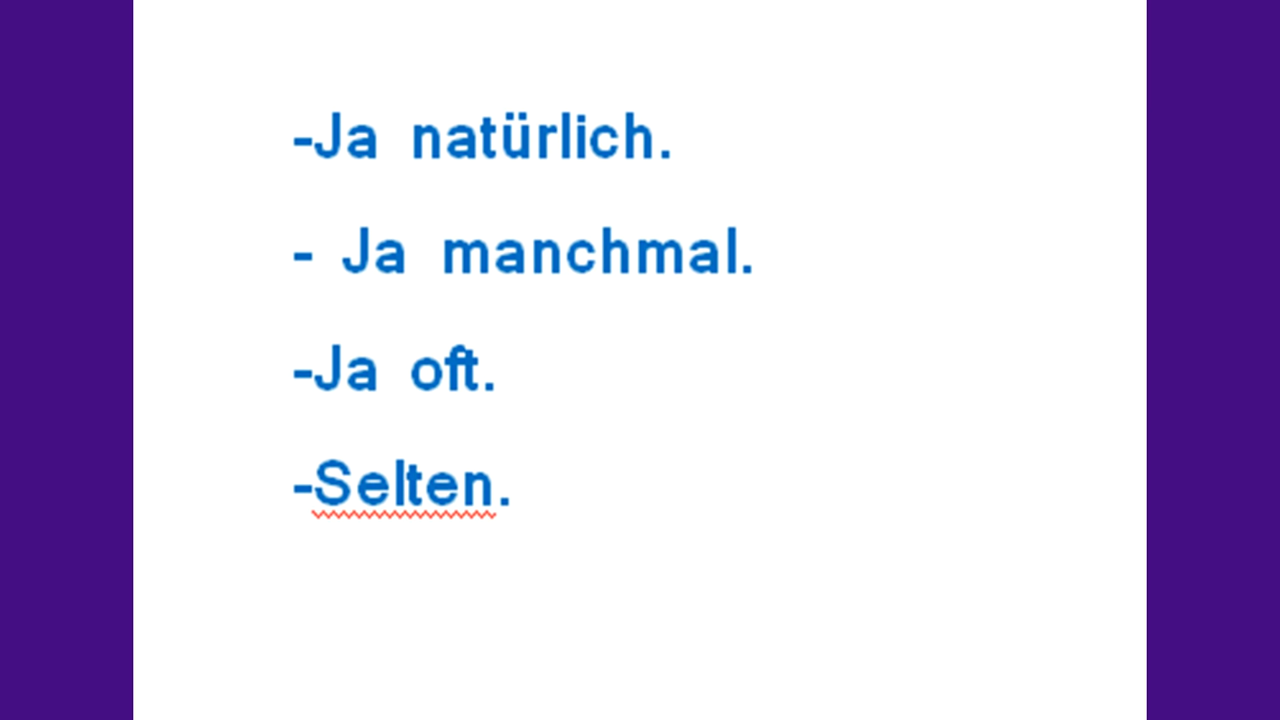 -Ja natürlich.
- Ja manchmal.
-Ja oft.
-Selten.